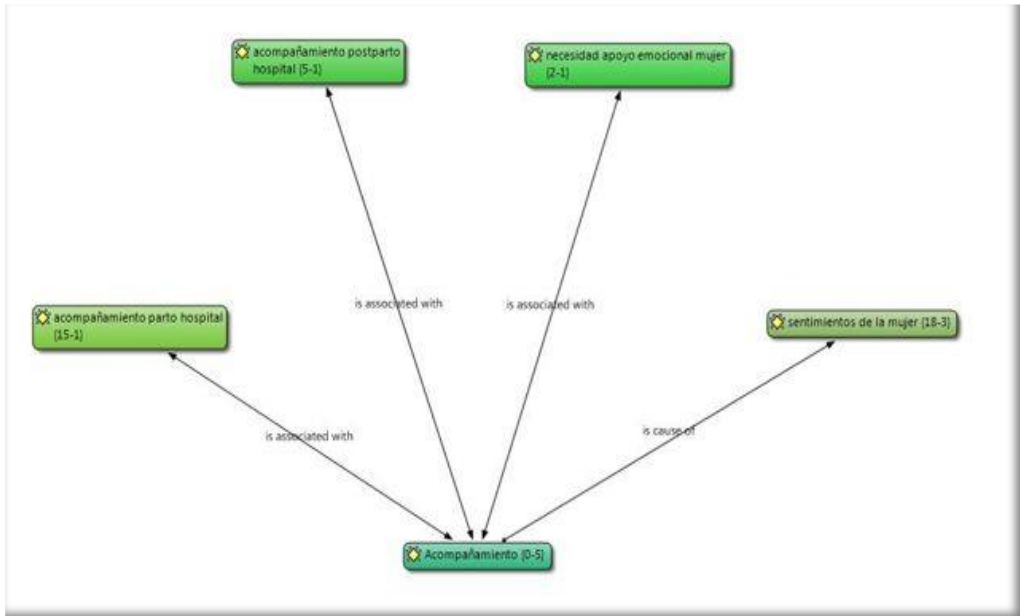 acompañamiento postparto
hospital {5-1}
necesidad apoyo emocional mujer
{2-1}
is associated with
is associated with
acompañamiento parto hospital
{15-1}
sentimientos de la mujer {18-3}
is associated with
is cause of
Acompañamiento {0-5}